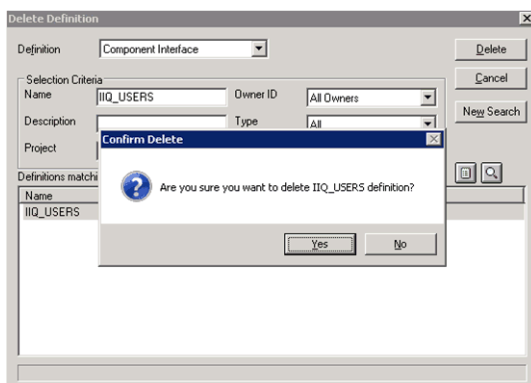 Delete Definition
Definition Component Interface Delete
Selection Criteria Cancel
Name IIQ_USERS Owner ID All Owners
New Search
Description Type All
Project
Confirm Delete
Are you sure you want to delete IIQ_USERS definition?
Yes No
Definitions matchi
Name
IIQ_USERS